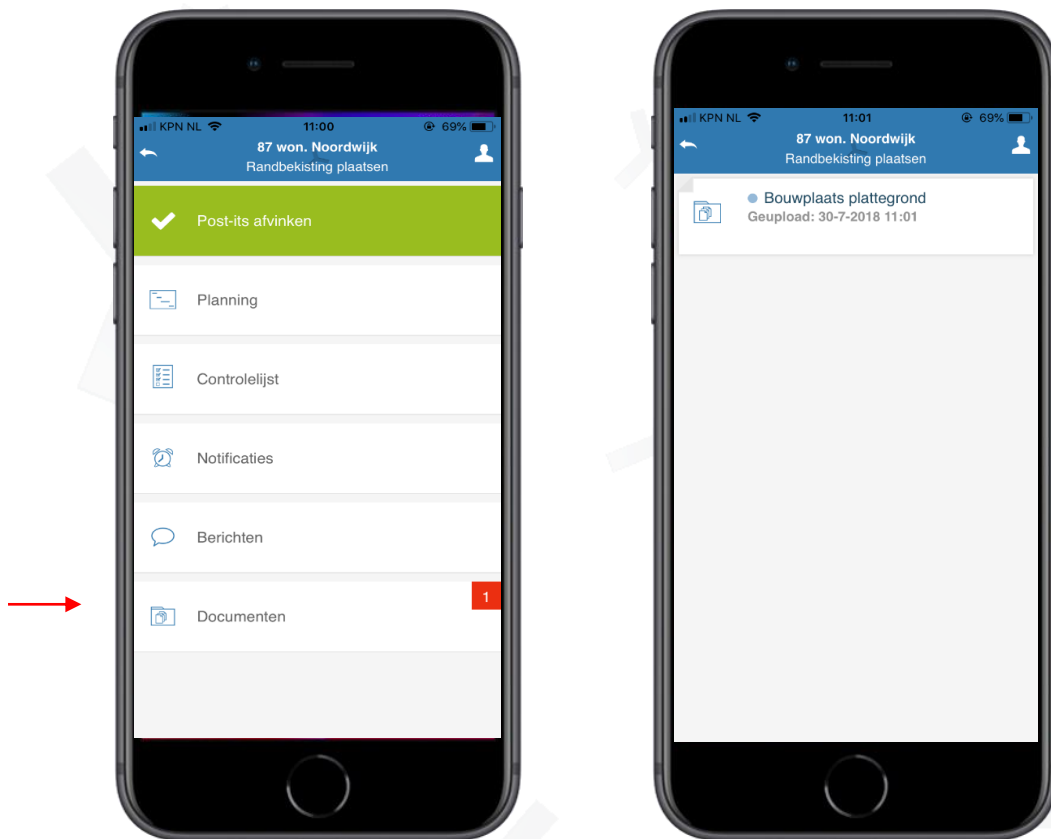 KPN NL 11:00 69%
87 won. Noordwijk
Randbekisting plaatsen
Post-its afvinken
Planning
Controlelijst
Notificaties
Berichten
1
Documenten
KPN NL 11:01 69%
87 won. Noordwijk
Randbekisting plaatsen
Bouwplaats plattegrond
Geupload: 30-7-2018 11:01